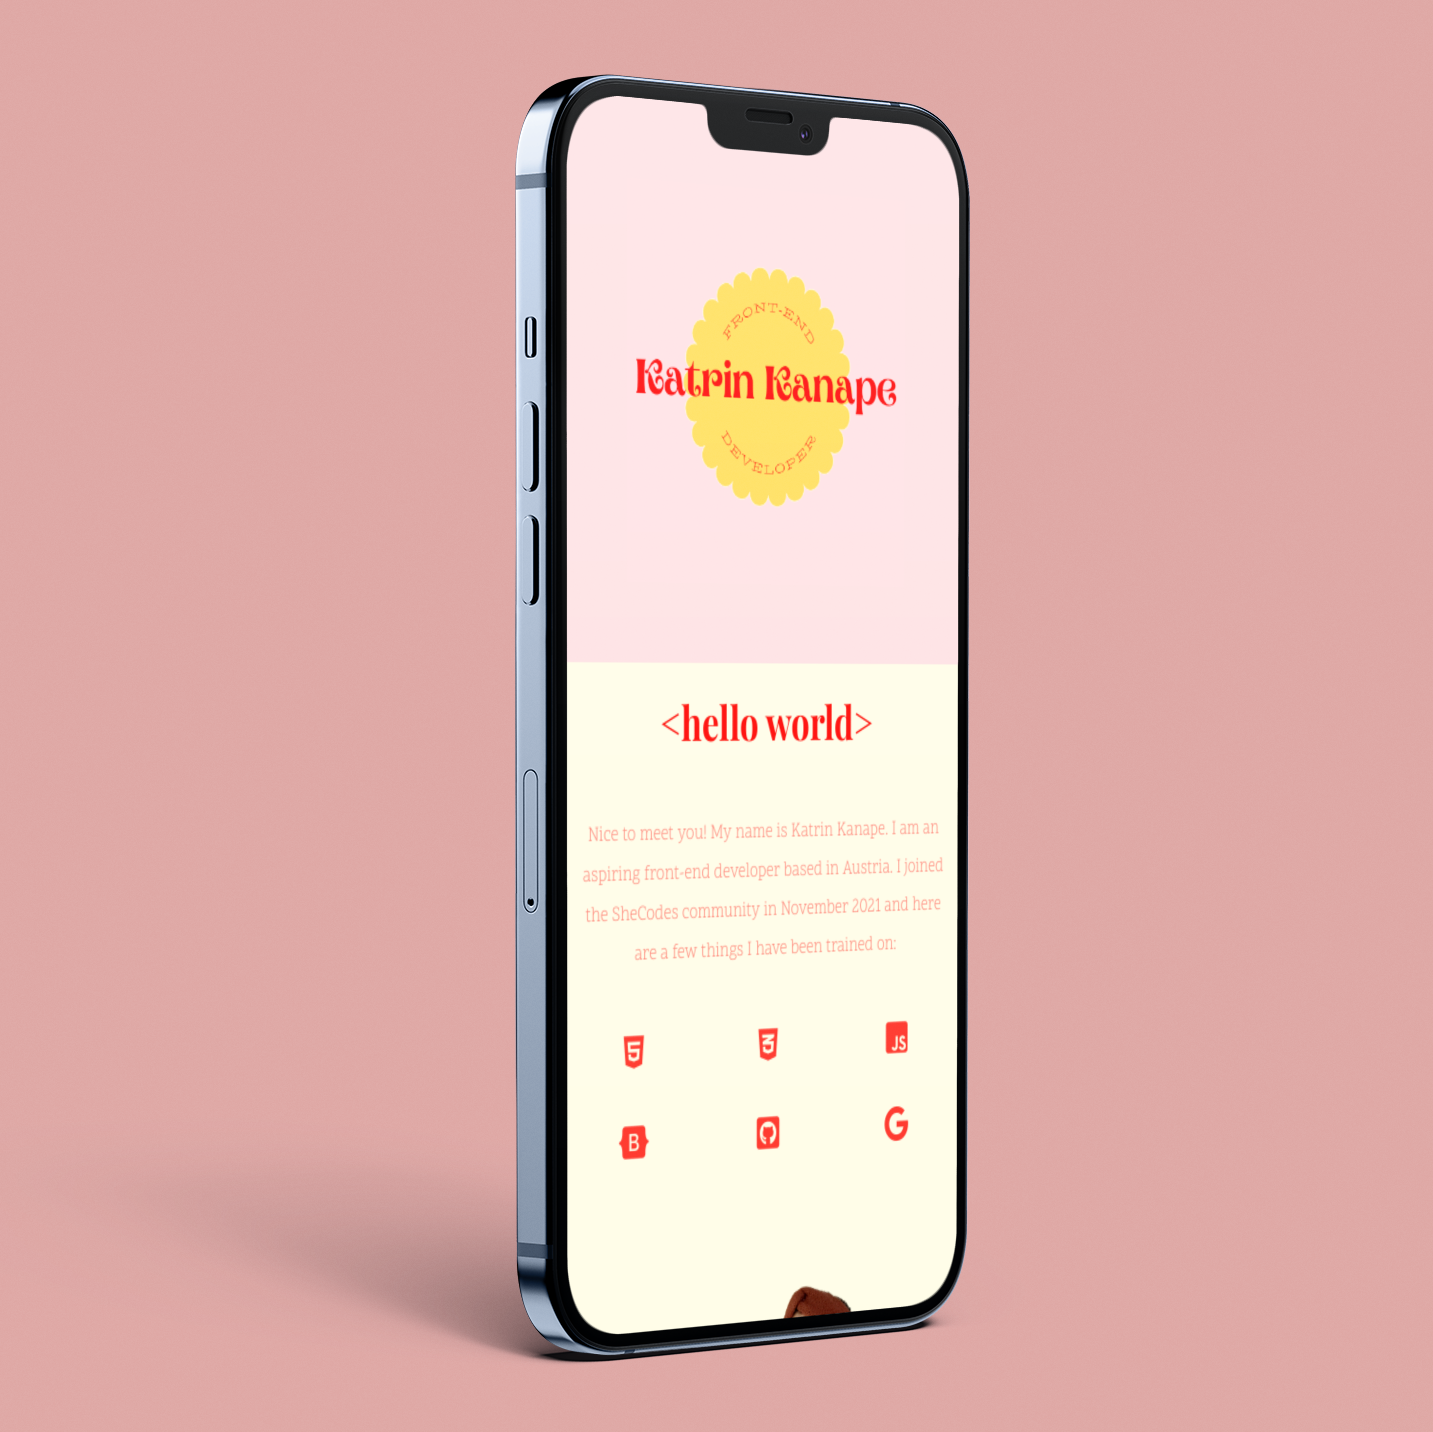 FRONT-END
Katrin Kanape
DEVELOPER
<hello world>
Nice to meet you! My name is Katrin Kanape. I am an
aspiring front-end developer based in Austria. I joined
the SheCodes community in November 2021 and here
are a few things I have been trained on:
5
3
JS
B
G